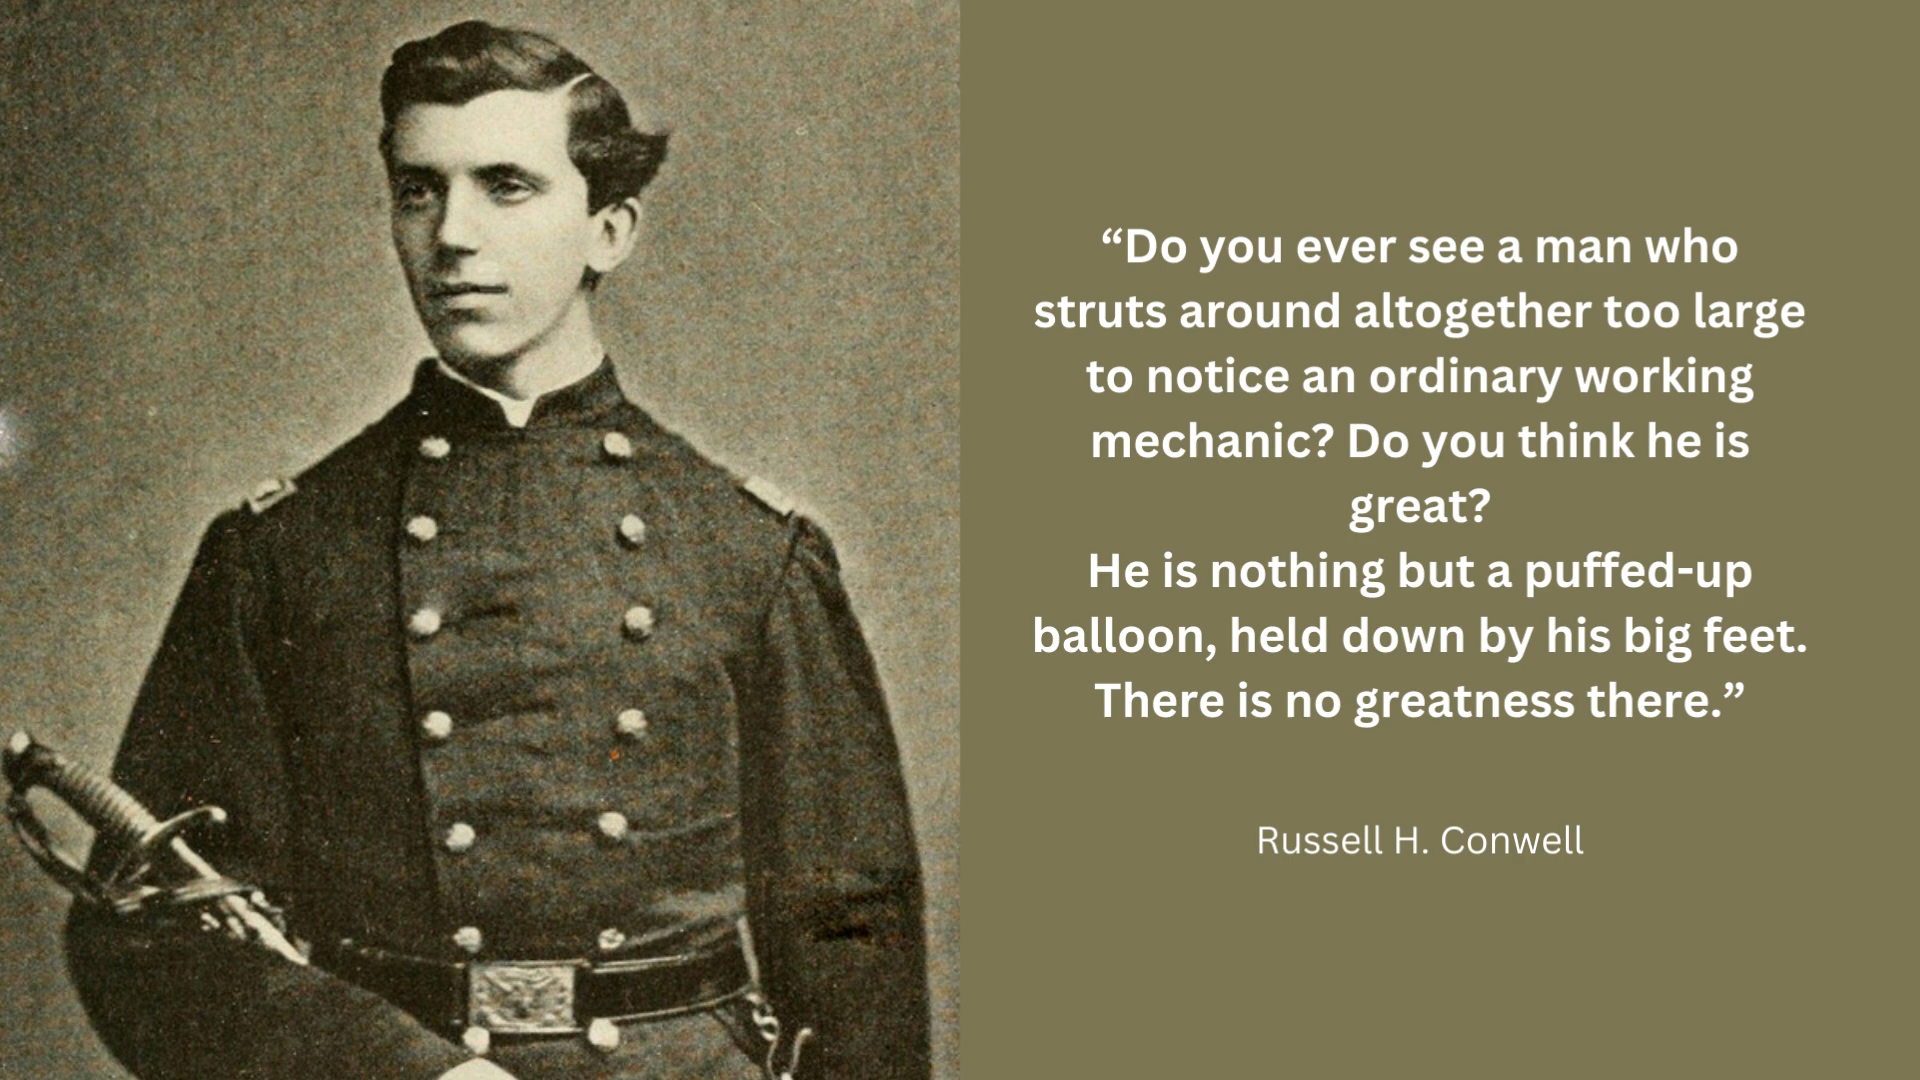 “Do you ever see a man who
struts around altogether too large
to notice an ordinary working
mechanic? Do you think he is
great?
He is nothing but a puffed-up
balloon, held down by his big feet.
There is no greatness there.”
Russell H. Conwell